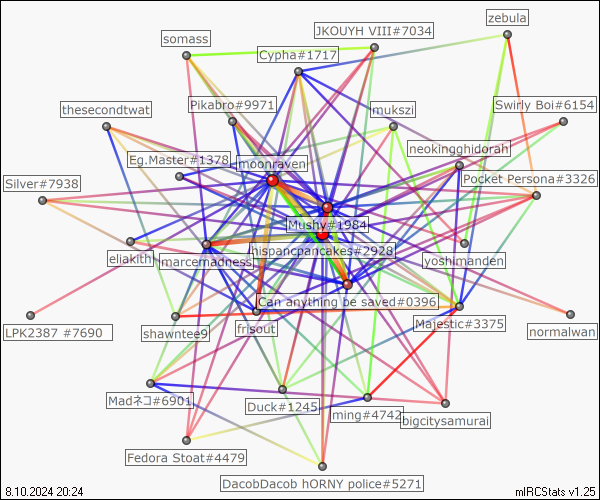 zebula
JKOUYH VIII#7034
somass
Cypha#1717
Pikabro#9971
Swirly Boi#6154
thesecondtwat
mukszi
neokingghidorah
Eg.Master#1378
moonraven
Silver#7938
Pocket Persona#3326
Mushy#1984
hispancpancakes#2928
eliakith
marcermadness
yoshimanden
Can anything be saved#0396
LPK2387 #7690
shawntee9
frisout
Majestic#3375
normalwan
Madネコ#6901
Duck#1245
ming#4742
bigcitysamurai
Fedora Stoat#4479
DacobDacob hORNY police#5271
8.10.2024 20:24
mIRCStats v1.25